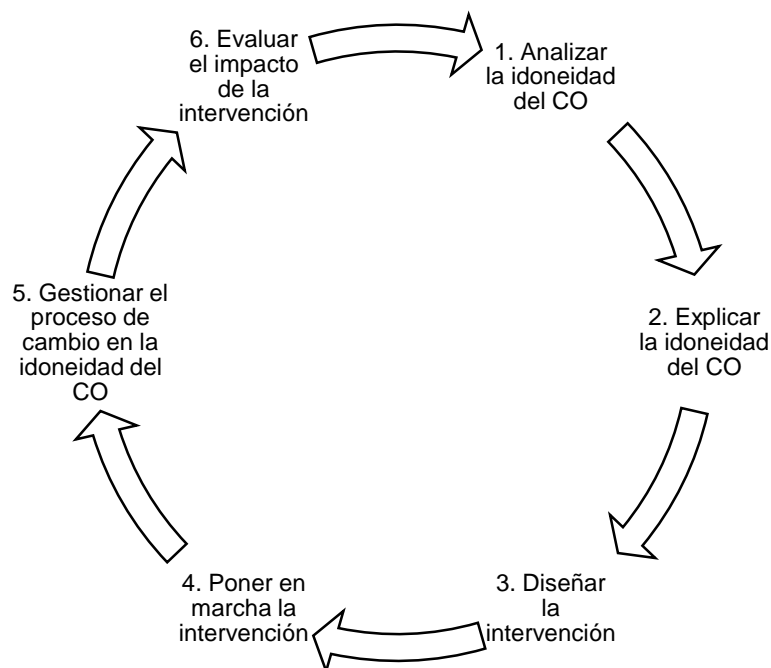 1. Analizar
la idoneidad
del CO
2. Explicar
la idoneidad
del CO
3. Diseñar
la
intervención
4. Poner en
marcha la
intervención
5. Gestionar el
proceso de
cambio en la
idoneidad del
CO
6. Evaluar
el impacto
de la
intervención